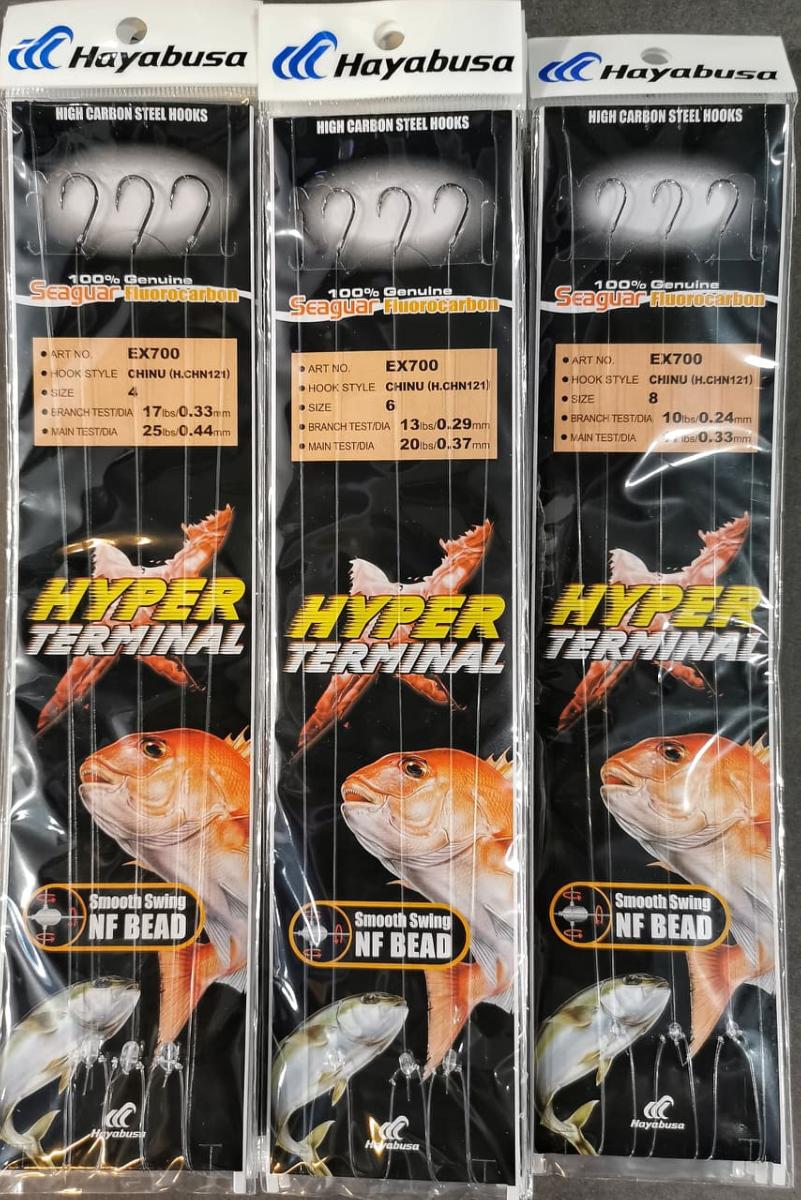 Hayabusa
HIGH CARBON STEEL HOOKS
100% Genuine
Seaguar Fluorocarbon
• ART NO. EX700
• HOOK STYLE CHINU (H.CHN121)
• SIZE 4
• BRANCH TEST/DIA 17lbs/0.33mm
• MAIN TEST/DIA 25lbs/0.44mm
HYPER
TERMINAL
Smooth Swing
NF BEAD
Hayabusa
Hayabusa
HIGH CARBON STEEL HOOKS
100% Genuine
Seaguar Fluorocarbon
• ART NO. EX700
• HOOK STYLE CHINU (H.CHN121)
• SIZE 6
• BRANCH TEST/DIA 13lbs/0.29mm
• MAIN TEST/DIA 20lbs/0.37mm
HYPER
TERMINAL
Smooth Swing
NF BEAD
Hayabusa
Hayabusa
HIGH CARBON STEEL HOOKS
100% Genuine
Seaguar Fluorocarbon
• ART NO. EX700
• HOOK STYLE CHINU (H.CHN121)
• SIZE 8
• BRANCH TEST/DIA 10lbs/0.24mm
• MAIN TEST/DIA 0.33mm
HYPER
TERMINAL
Smooth Swing
NF BEAD
Hayabusa